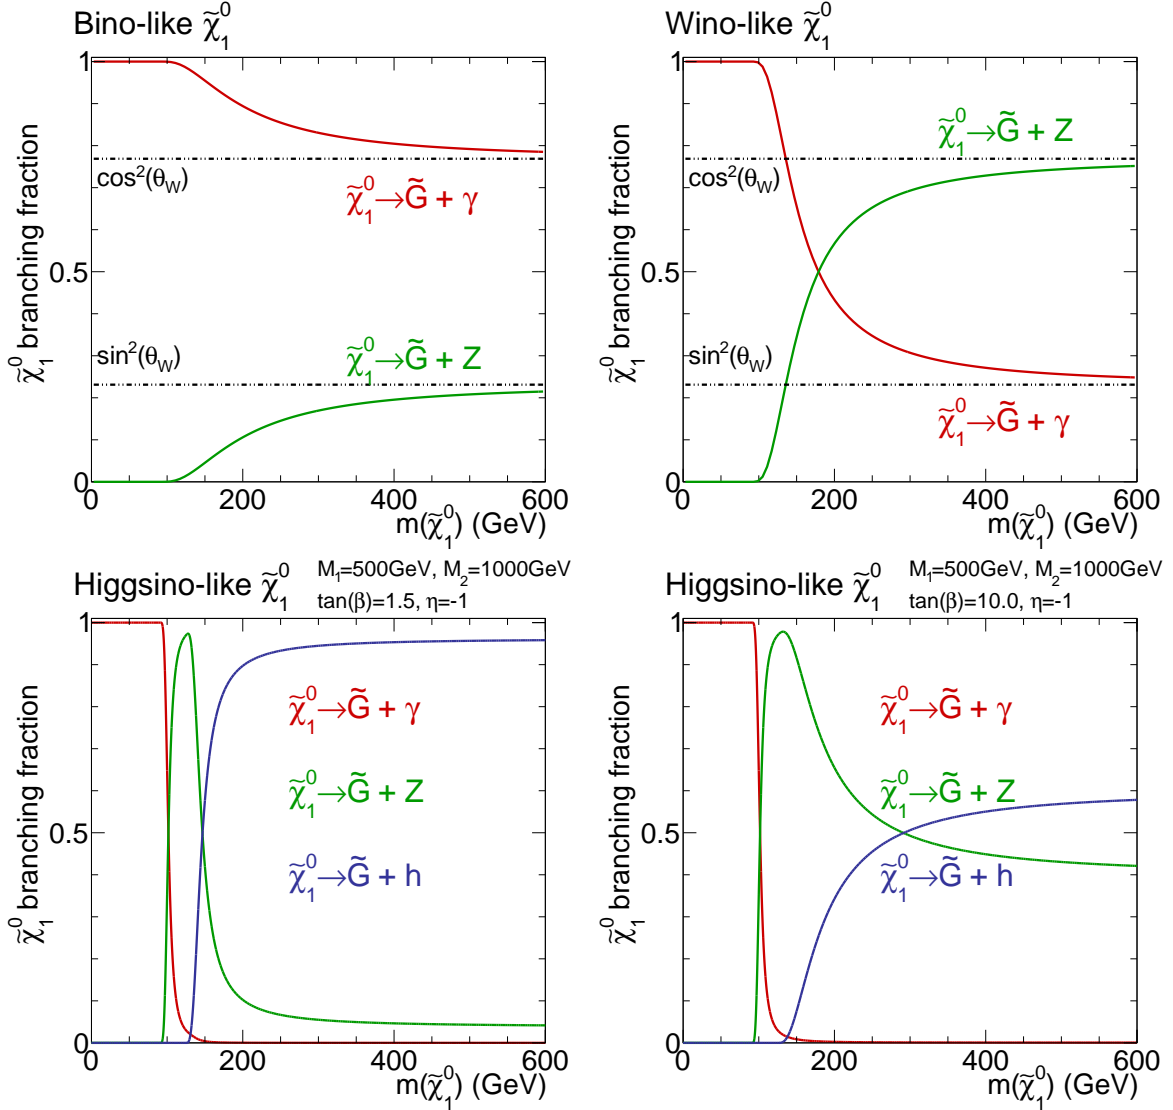 Bino-like χ̃₁⁰
χ̃₁⁰ branching fraction
1
0.5
0
cos²(θ_W)
χ̃₁⁰→G̃ + γ
sin²(θ_W)
χ̃₁⁰→G̃ + Z
0 200 400 600
m(χ̃₁⁰) (GeV)
Wino-like χ̃₁⁰
χ̃₁⁰ branching fraction
1
0.5
0
χ̃₁⁰→G̃ + Z
cos²(θ_W)
sin²(θ_W)
χ̃₁⁰→G̃ + γ
0 200 400 600
m(χ̃₁⁰) (GeV)
Higgsino-like χ̃₁⁰
M₁=500GeV, M₂=1000GeV
tan(β)=1.5, η=-1
χ̃₁⁰ branching fraction
1
0.5
0
χ̃₁⁰→G̃ + γ
χ̃₁⁰→G̃ + Z
χ̃₁⁰→G̃ + h
0 200 400 600
m(χ̃₁⁰) (GeV)
Higgsino-like χ̃₁⁰
M₁=500GeV, M₂=1000GeV
tan(β)=10.0, η=-1
χ̃₁⁰ branching fraction
1
0.5
0
χ̃₁⁰→G̃ + γ
χ̃₁⁰→G̃ + Z
χ̃₁⁰→G̃ + h
0 200 400 600
m(χ̃₁⁰) (GeV)